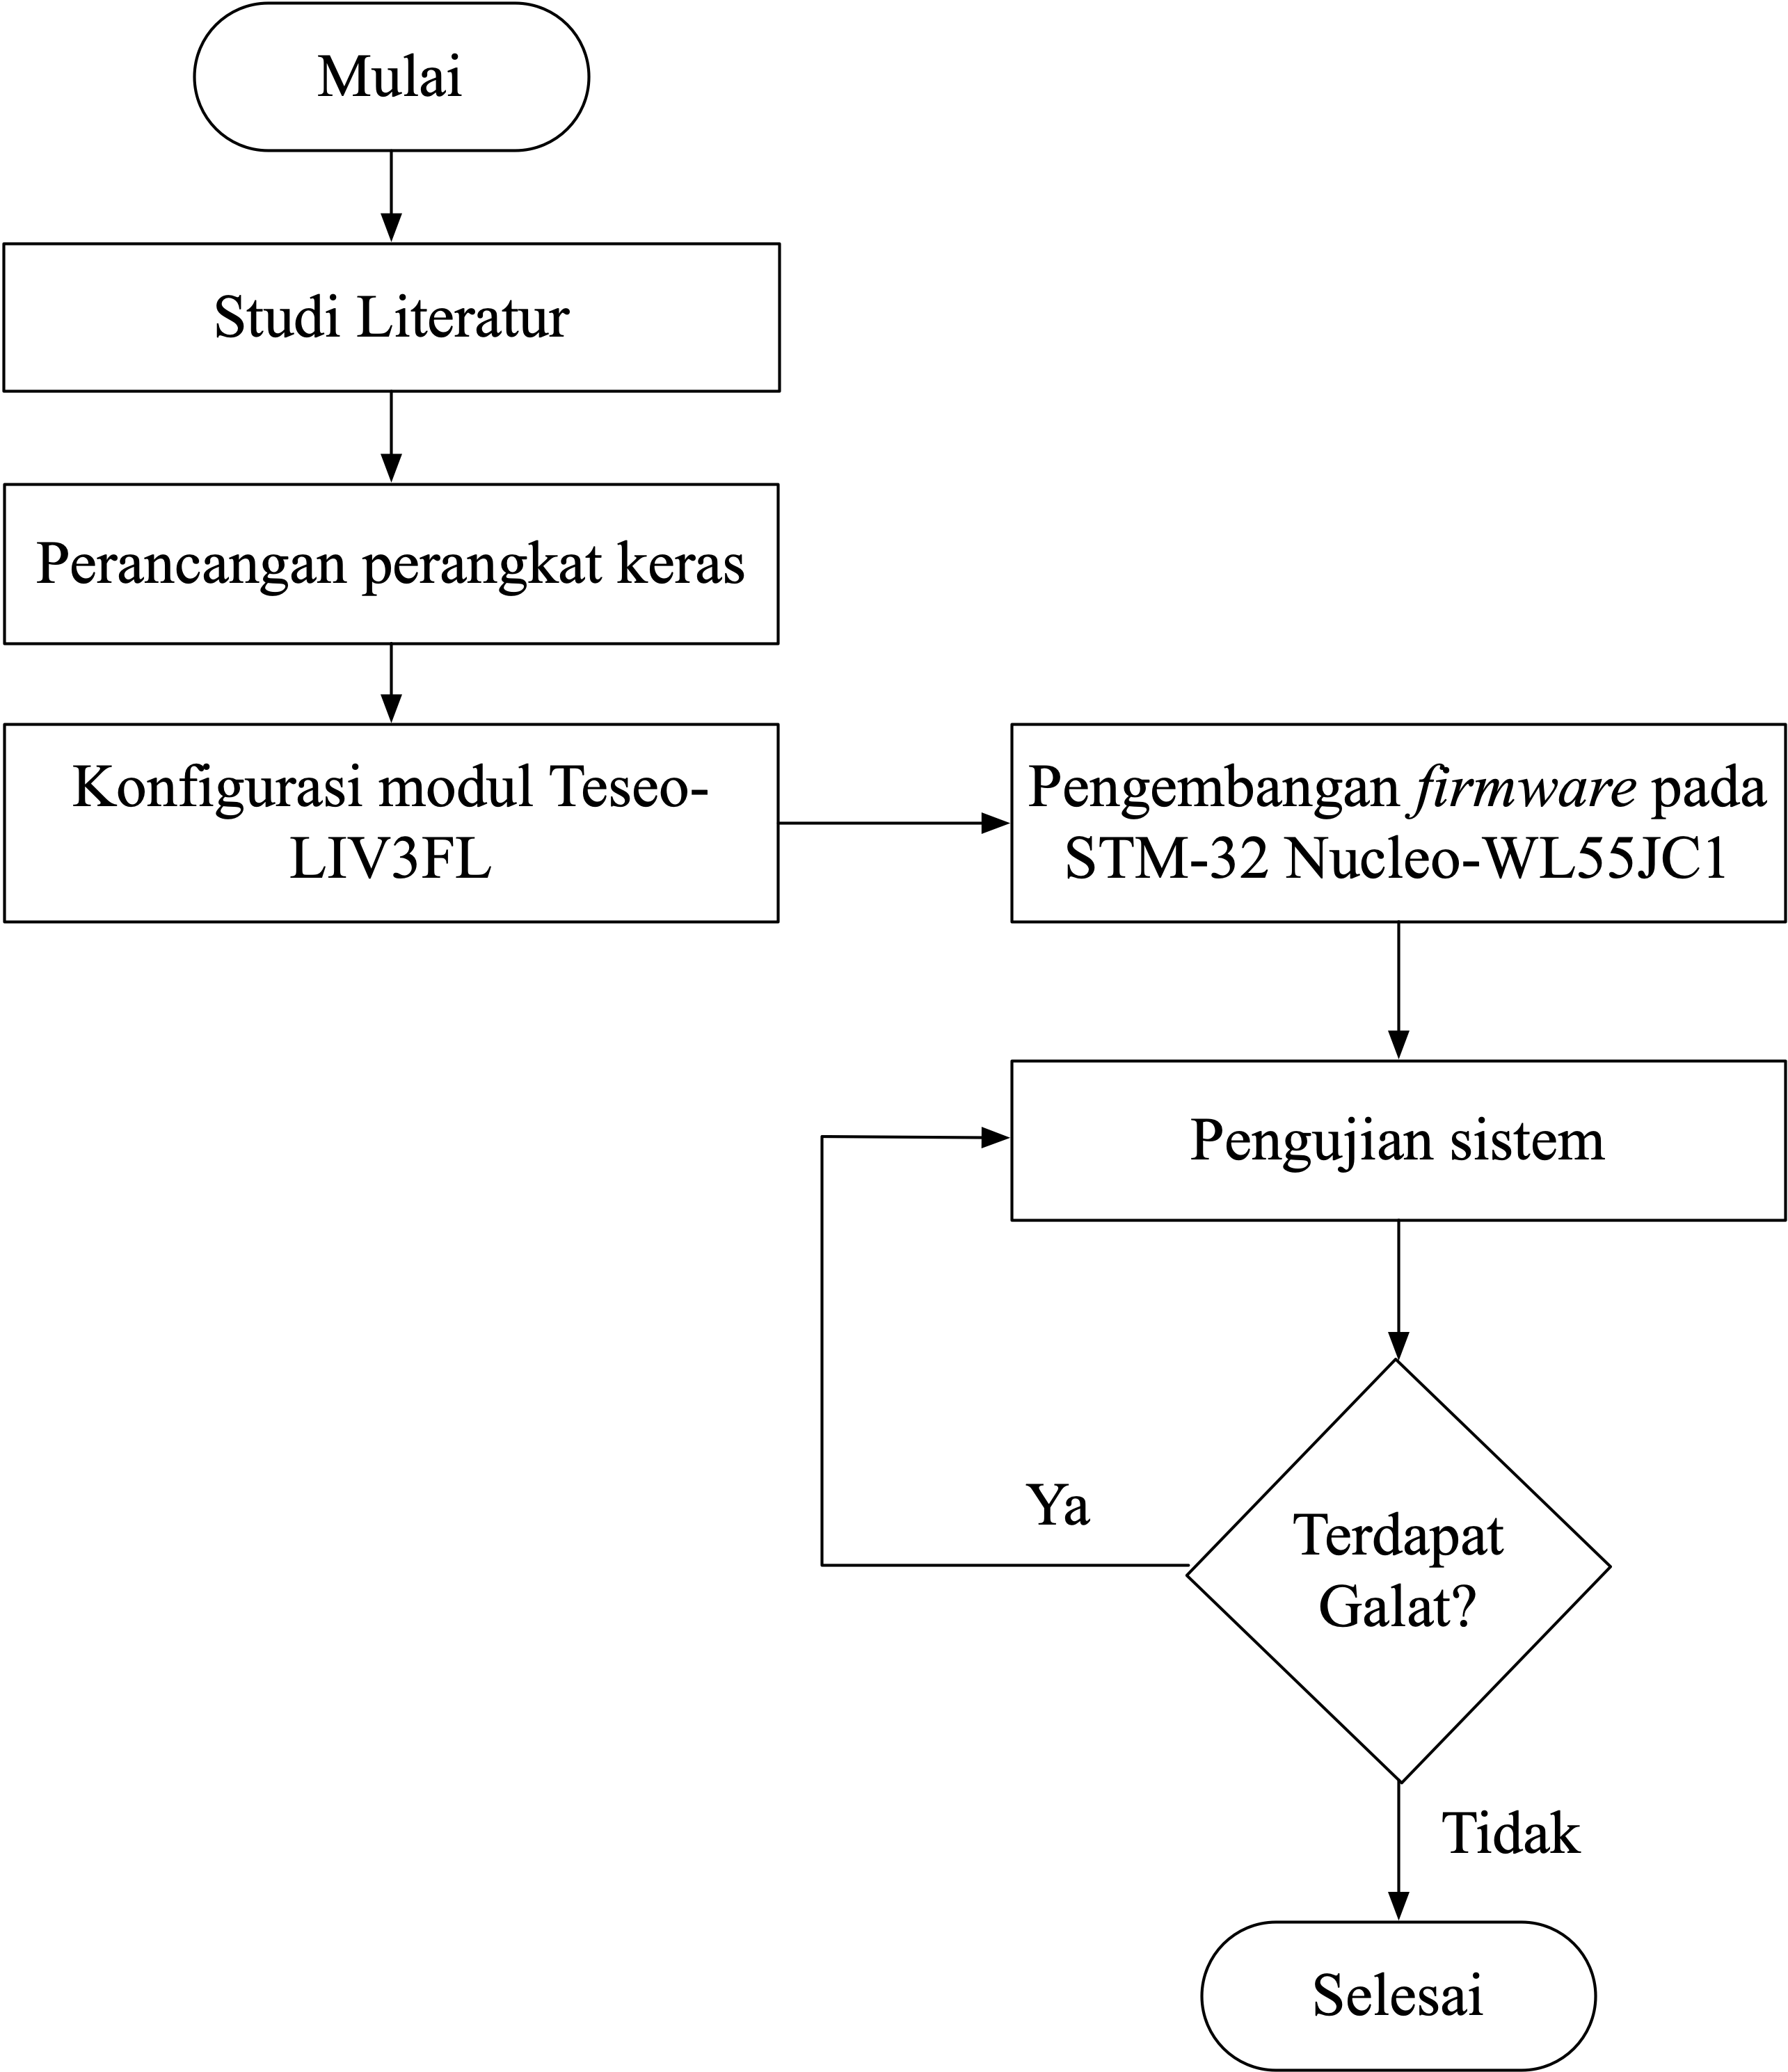 Mulai
Studi Literatur
Perancangan perangkat keras
Konfigurasi modul Teseo-
LIV3FL
Pengembangan firmware pada
STM-32 Nucleo-WL55JC1
Pengujian sistem
Terdapat
Galat?
Ya
Tidak
Selesai